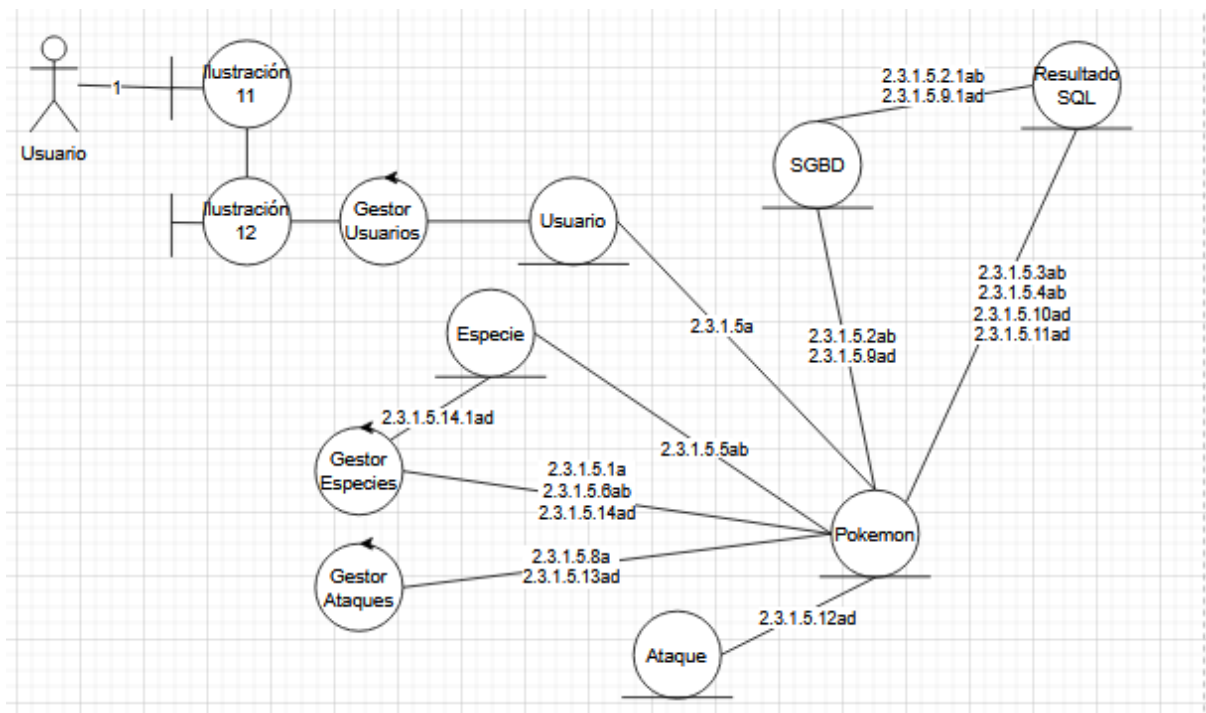 Usuario
1
Ilustración
11
Ilustración
12
Gestor
Usuarios
Usuario
2.3.1.5.2.1ab
2.3.1.5.9.1ad
Resultado
SQL
SGBD
2.3.1.5.3ab
2.3.1.5.4ab
2.3.1.5.10ad
2.3.1.5.11ad
2.3.1.5a
2.3.1.5.2ab
2.3.1.5.9ad
Especie
2.3.1.5.14.1ad
2.3.1.5.5ab
Gestor
Especies
2.3.1.5.1a
2.3.1.5.6ab
2.3.1.5.14ad
Pokemon
Gestor
Ataques
2.3.1.5.8a
2.3.1.5.13ad
2.3.1.5.12ad
Ataque